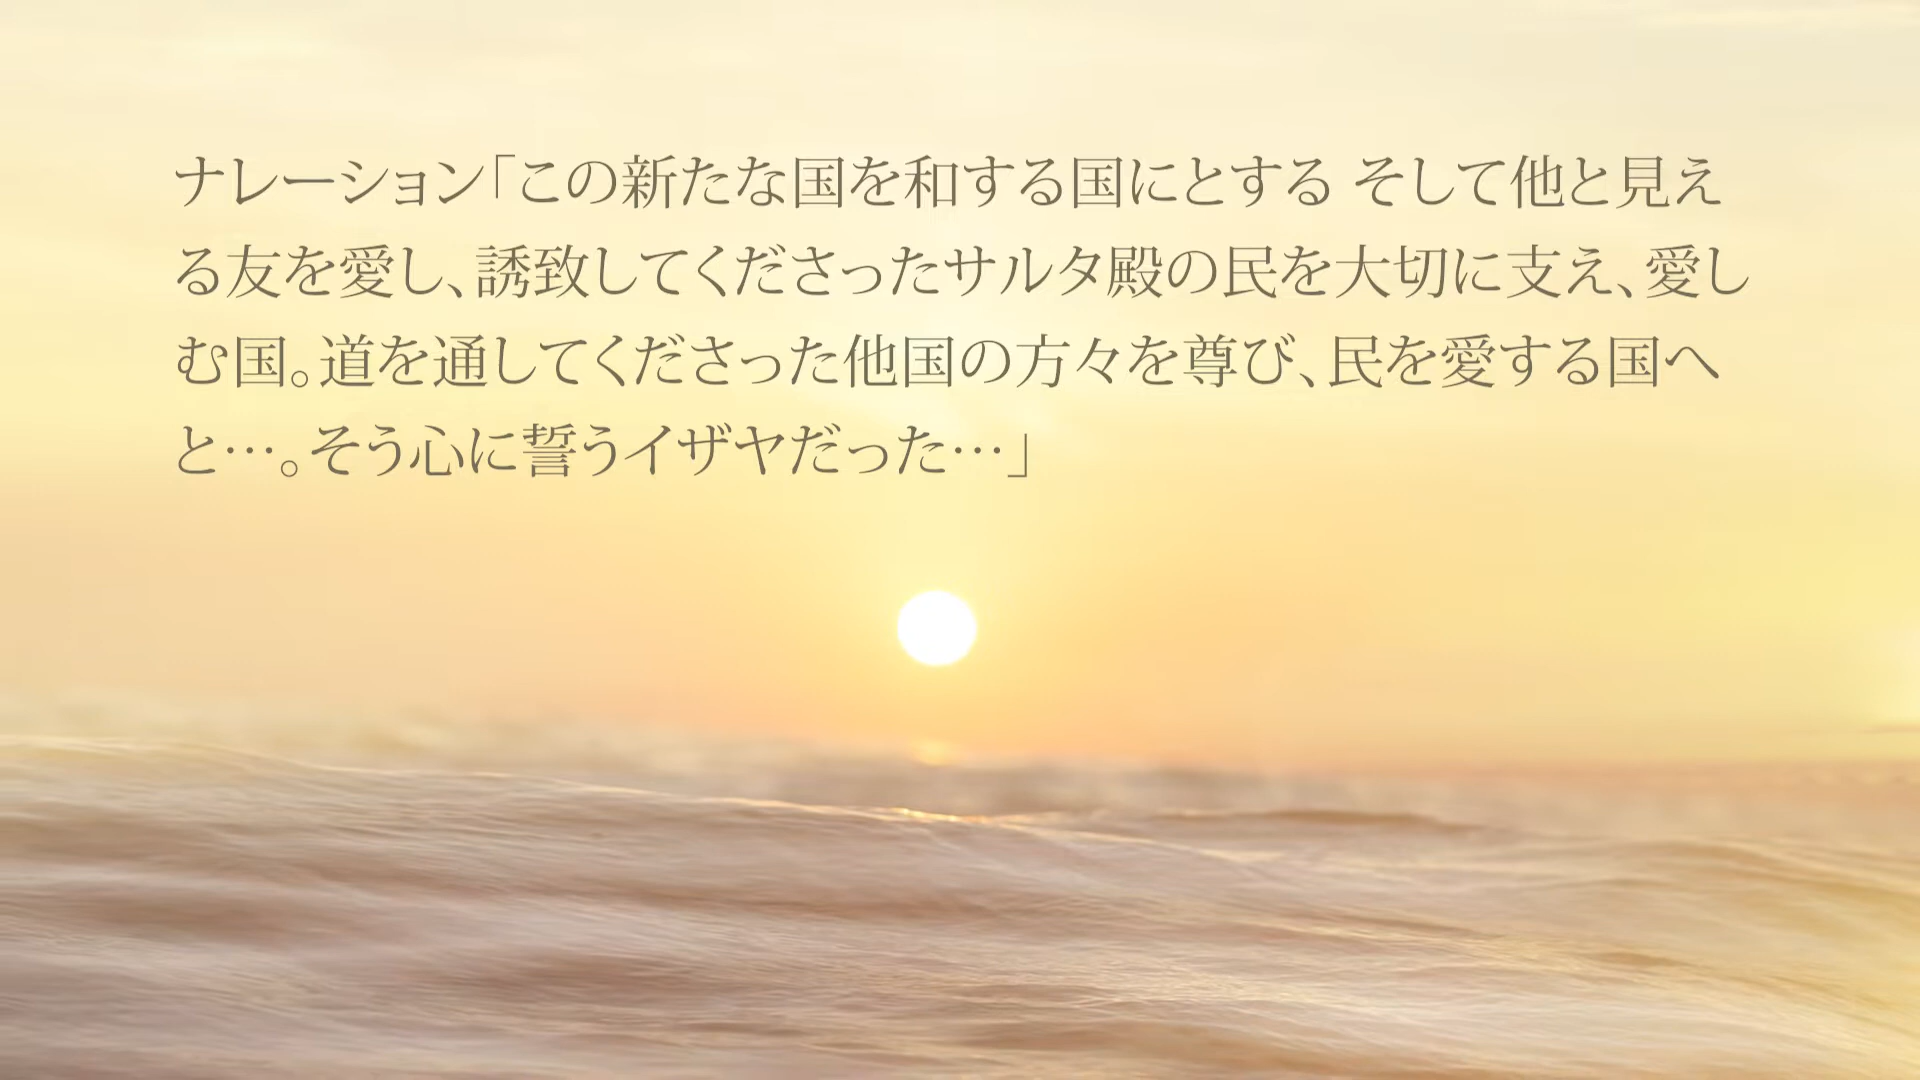 ナレーション「この新たな国を和する国にとする そして他と見え
る友を愛し、誘致してくださったサルタ殿の民を大切に支え、愛し
む国。道を通してくださった他国の方々を尊び、民を愛する国へ
と…。そう心に誓うイザヤだった…」